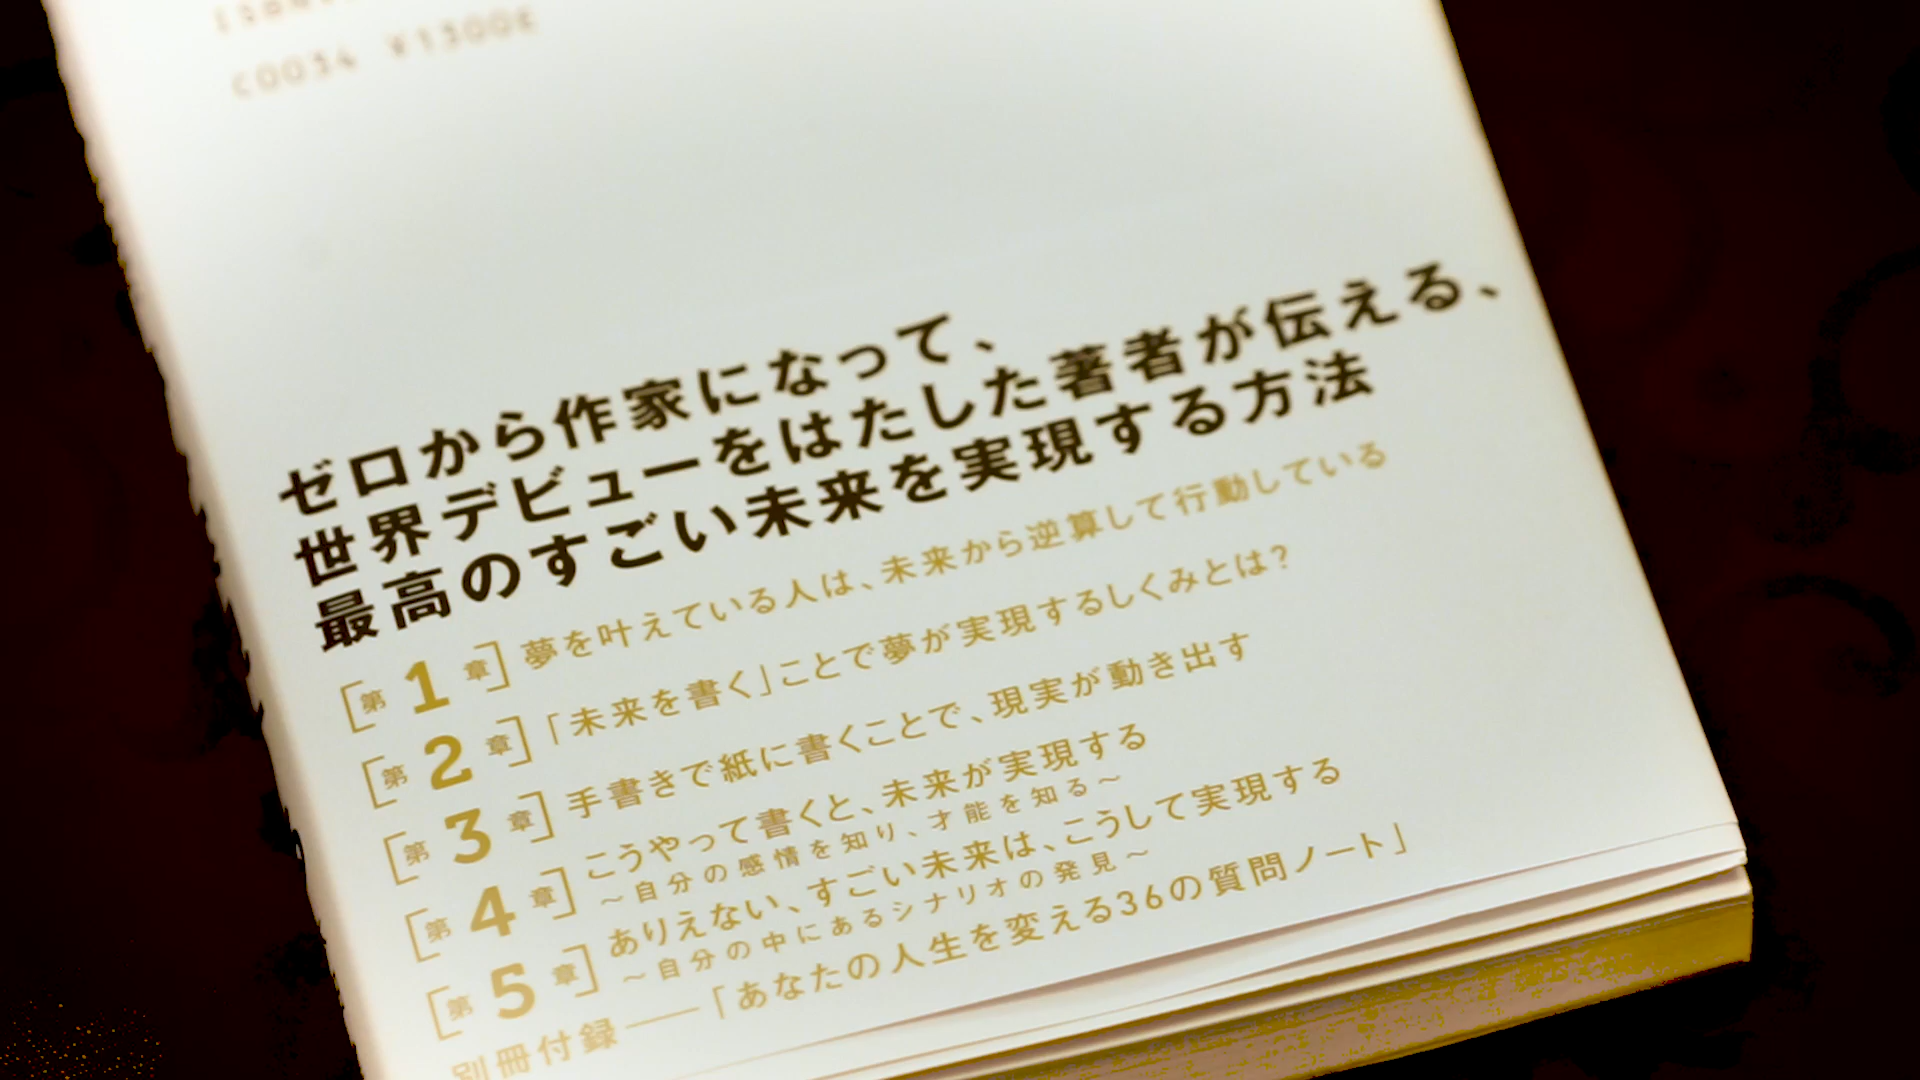 C0034 ¥1300E
ゼロから作家になって、
世界デビューをはたした著者が伝える、
最高のすごい未来を実現する方法
[第1章] 夢を叶えている人は、未来から逆算して行動している
[第2章] 「未来を書く」ことで夢が実現するしくみとは?
[第3章] 手書きで紙に書くことで、現実が動き出す
[第4章] こうやって書くと、未来が実現する
~自分の感情を知り、才能を知る~
[第5章] ありえない、すごい未来は、こうして実現する
~自分の中にあるシナリオの発見~
別冊付録――「あなたの人生を変える36の質問ノート」